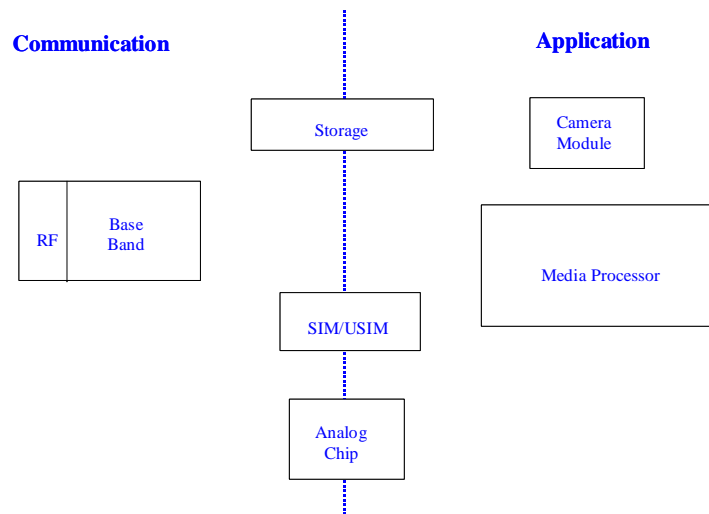 Communication
Application
Storage
Camera
Module
RF
Base
Band
Media Processor
SIM/USIM
Analog
Chip